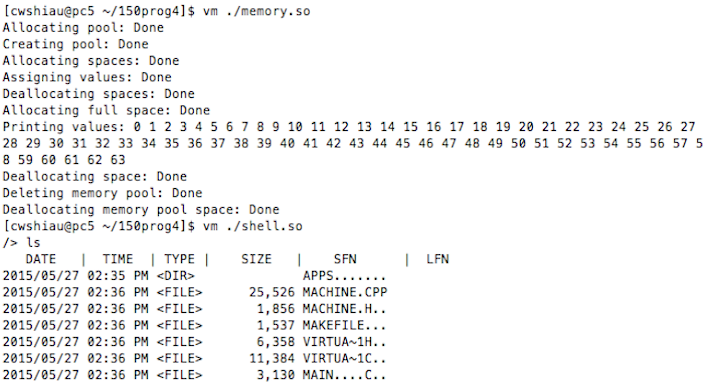 [cwshiau@pc5 ~/150prog4]$ vm ./memory.so
Allocating pool: Done
Creating pool: Done
Allocating spaces: Done
Assigning values: Done
Deallocating spaces: Done
Allocating full space: Done
Printing values: 0 1 2 3 4 5 6 7 8 9 10 11 12 13 14 15 16 17 18 19 20 21 22 23 24 25 26 27
28 29 30 31 32 33 34 35 36 37 38 39 40 41 42 43 44 45 46 47 48 49 50 51 52 53 54 55 56 57 5
8 59 60 61 62 63
Deallocating space: Done
Deleting memory pool: Done
Deallocating memory pool space: Done
[cwshiau@pc5 ~/150prog4]$ vm ./shell.so
/> ls
   DATE   |  TIME  | TYPE |    SIZE   |    SFN      |  LFN
2015/05/27 02:35 PM <DIR>              APPS.......
2015/05/27 02:36 PM <FILE>      25,526 MACHINE.CPP
2015/05/27 02:36 PM <FILE>       1,856 MACHINE.H..
2015/05/27 02:36 PM <FILE>       1,537 MAKEFILE...
2015/05/27 02:36 PM <FILE>       6,358 VIRTUA~1H..
2015/05/27 02:36 PM <FILE>      11,384 VIRTUA~1C..
2015/05/27 02:36 PM <FILE>       3,130 MAIN....C..